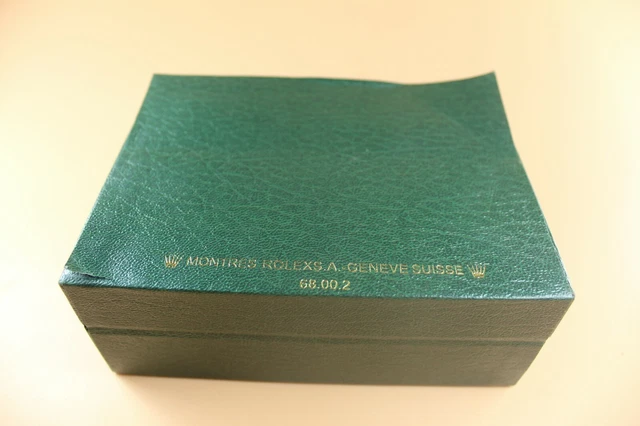 MONTRES ROLEX S.A. GENEVE SUISSE
68.00.2